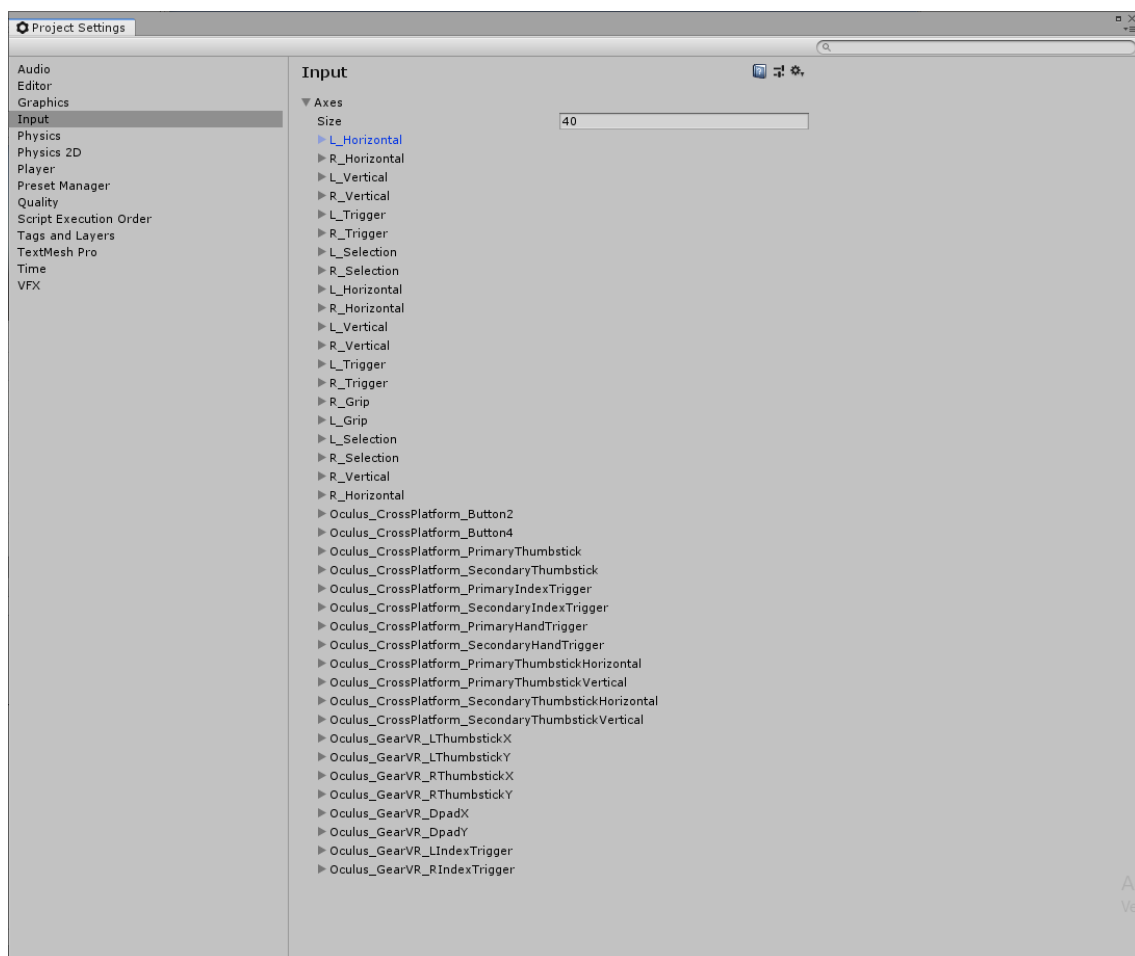 Project Settings
Audio
Editor
Graphics
Input
Physics
Physics 2D
Player
Preset Manager
Quality
Script Execution Order
Tags and Layers
TextMesh Pro
Time
VFX
Input
Axes
Size 40
L_Horizontal
R_Horizontal
L_Vertical
R_Vertical
L_Trigger
R_Trigger
L_Selection
R_Selection
L_Horizontal
R_Horizontal
L_Vertical
R_Vertical
L_Trigger
R_Trigger
R_Grip
L_Grip
L_Selection
R_Selection
R_Vertical
R_Horizontal
Oculus_CrossPlatform_Button2
Oculus_CrossPlatform_Button4
Oculus_CrossPlatform_PrimaryThumbstick
Oculus_CrossPlatform_SecondaryThumbstick
Oculus_CrossPlatform_PrimaryIndexTrigger
Oculus_CrossPlatform_SecondaryIndexTrigger
Oculus_CrossPlatform_PrimaryHandTrigger
Oculus_CrossPlatform_SecondaryHandTrigger
Oculus_CrossPlatform_PrimaryThumbstickHorizontal
Oculus_CrossPlatform_PrimaryThumbstickVertical
Oculus_CrossPlatform_SecondaryThumbstickHorizontal
Oculus_CrossPlatform_SecondaryThumbstickVertical
Oculus_GearVR_LThumbstickX
Oculus_GearVR_LThumbstickY
Oculus_GearVR_RThumbstickX
Oculus_GearVR_RThumbstickY
Oculus_GearVR_DpadX
Oculus_GearVR_DpadY
Oculus_GearVR_LIndexTrigger
Oculus_GearVR_RIndexTrigger